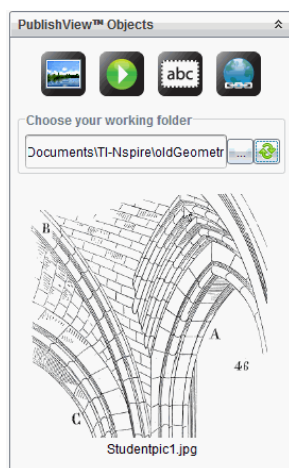 PublishView™ Objects
abc
Choose your working folder
Documents\TI-Nspire\oldGeometr
...
B
A
46
C
Studentpic1.jpg